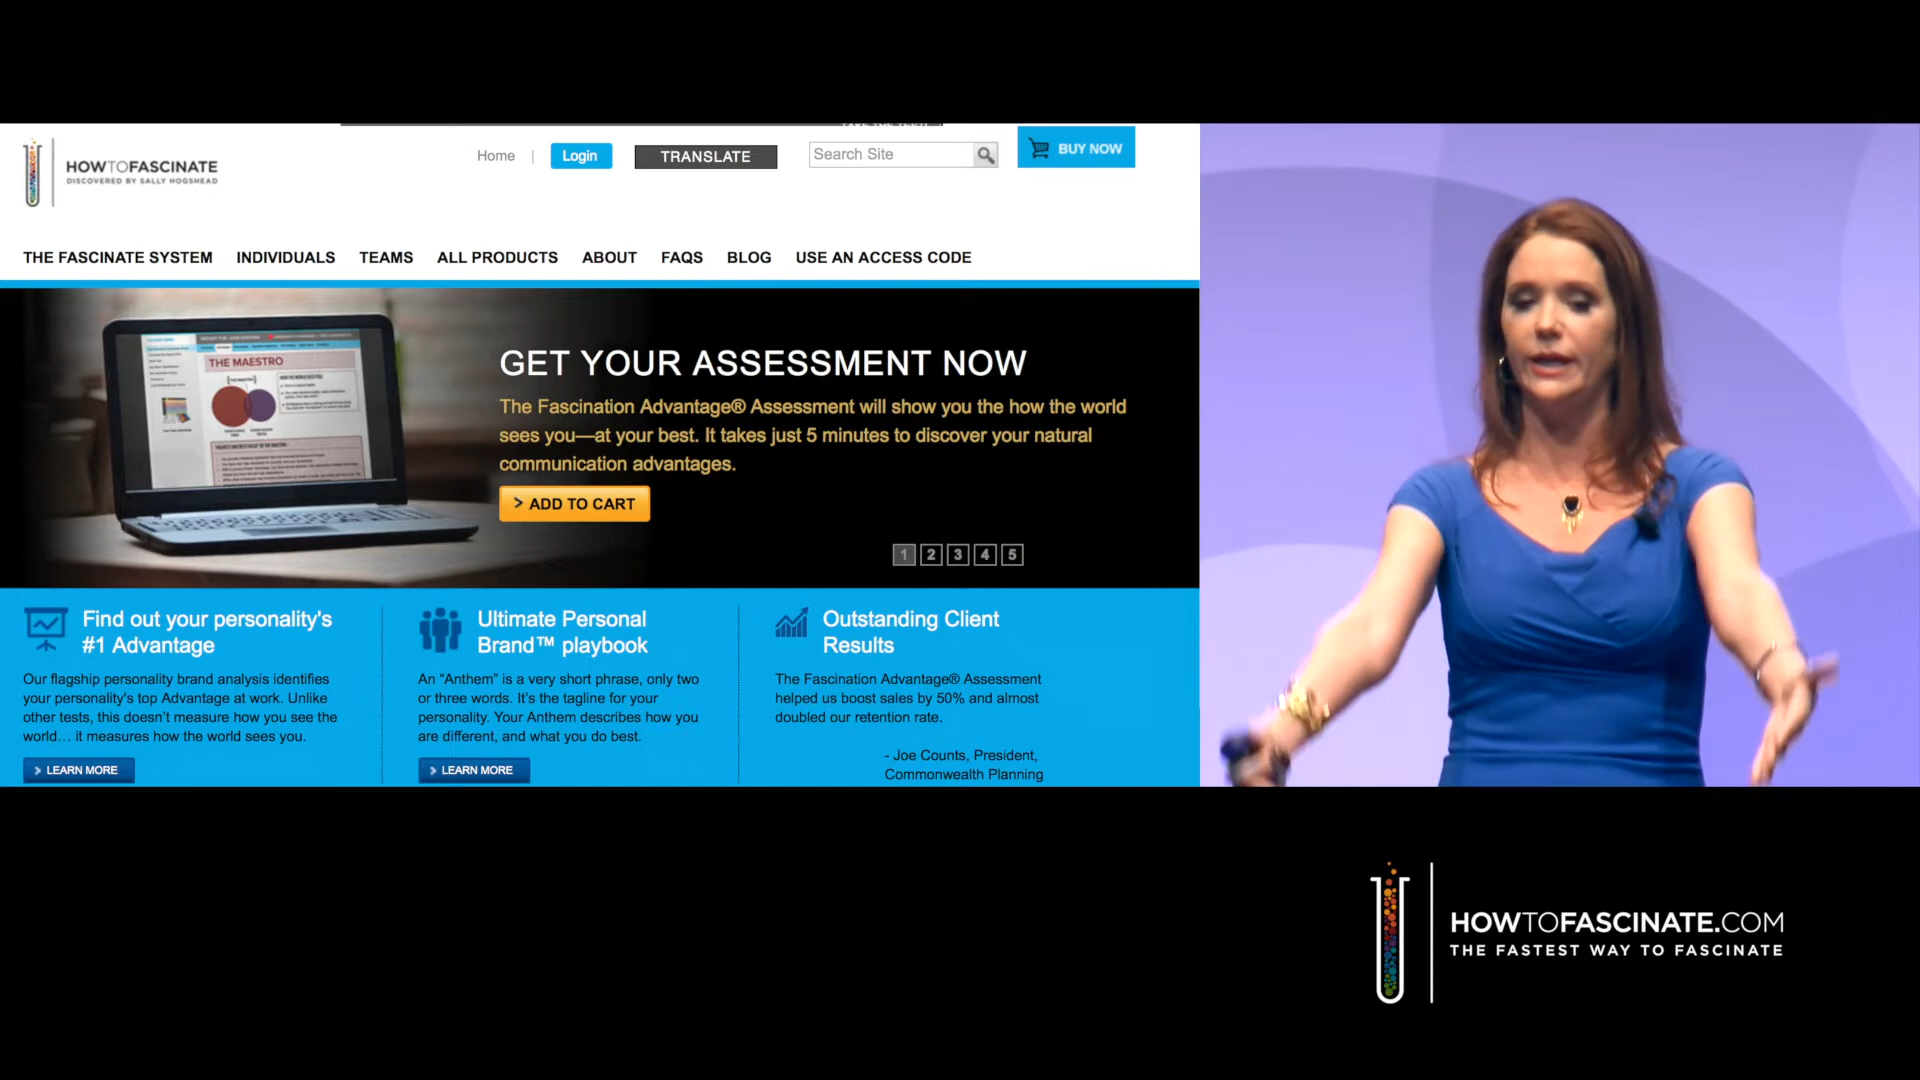 HOWTOFASCINATE
DISCOVERED BY SALLY HOGSHEAD
Home | Login TRANSLATE Search Site BUY NOW
THE FASCINATE SYSTEM INDIVIDUALS TEAMS ALL PRODUCTS ABOUT FAQS BLOG USE AN ACCESS CODE
THE MAESTRO
GET YOUR ASSESSMENT NOW
The Fascination Advantage® Assessment will show you the how the world
sees you—at your best. It takes just 5 minutes to discover your natural
communication advantages.
> ADD TO CART
1 2 3 4 5
Find out your personality's
#1 Advantage
Our flagship personality brand analysis identifies
your personality's top Advantage at work. Unlike
other tests, this doesn't measure how you see the
world… it measures how the world sees you.
> LEARN MORE
Ultimate Personal
Brand™ playbook
An “Anthem” is a very short phrase, only two
or three words. It's the tagline for your
personality. Your Anthem describes how you
are different, and what you do best.
> LEARN MORE
Outstanding Client
Results
The Fascination Advantage® Assessment
helped us boost sales by 50% and almost
doubled our retention rate.
- Joe Counts, President,
Commonwealth Planning
HOWTOFASCINATE.COM
THE FASTEST WAY TO FASCINATE